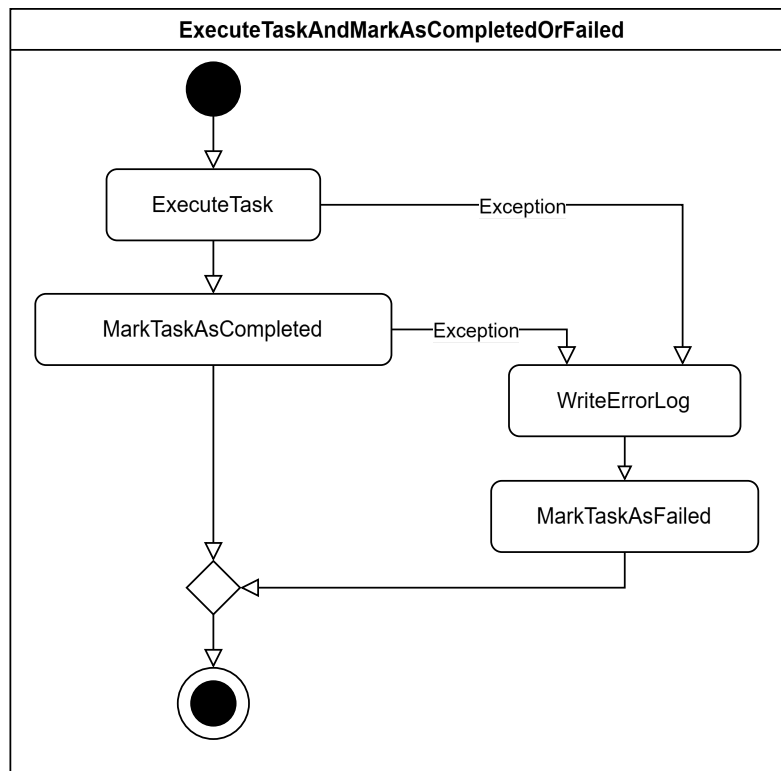 ExecuteTaskAndMarkAsCompletedOrFailed
ExecuteTask
Exception
MarkTaskAsCompleted
Exception
WriteErrorLog
MarkTaskAsFailed